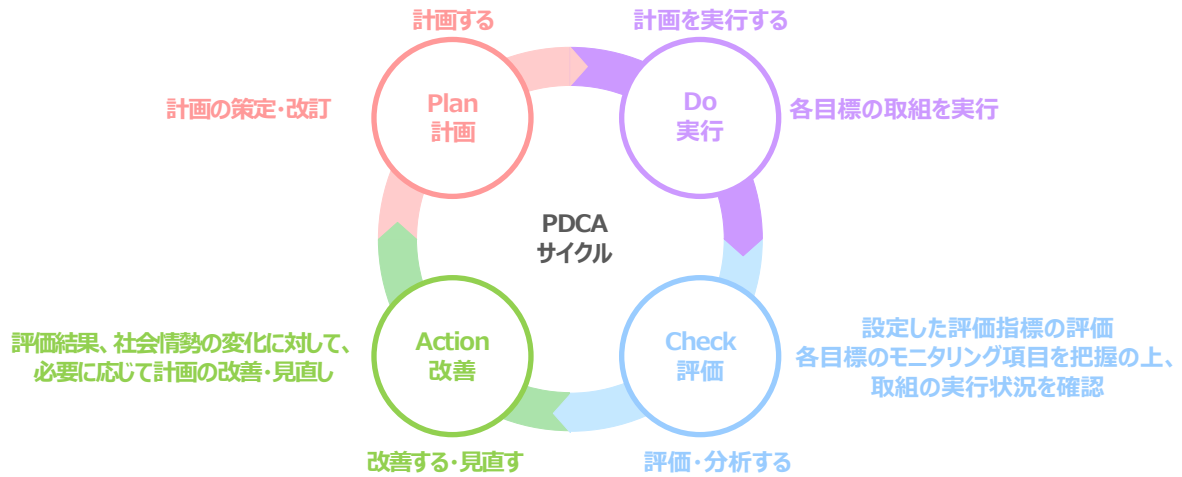 計画する
計画を実行する
Plan
計画
Do
実行
計画の策定・改訂
各目標の取組を実行
PDCA
サイクル
Action
改善
Check
評価
評価結果、社会情勢の変化に対して、
必要に応じて計画の改善・見直し
設定した評価指標の評価
各目標のモニタリング項目を把握の上、
取組の実行状況を確認
改善する・見直す
評価・分析する